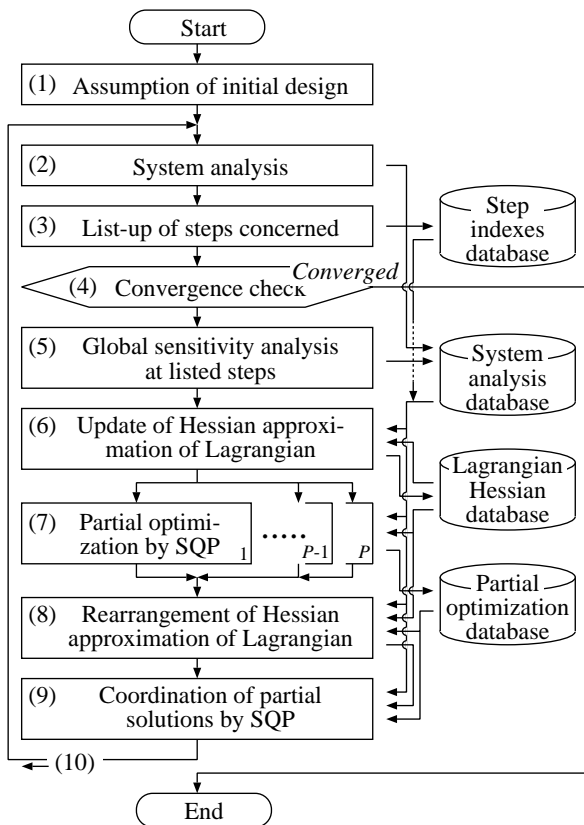 Start
(1) Assumption of initial design
(2) System analysis
(3) List-up of steps concerned
Converged
(4) Convergence check
(5) Global sensitivity analysis
at listed steps
(6) Update of Hessian approxi-
mation of Lagrangian
(7) Partial optimi-
zation by SQP 1
..... P-1 P
(8) Rearrangement of Hessian
approximation of Lagrangian
(9) Coordination of partial
solutions by SQP
(10)
End
Step
indexes
database
System
analysis
database
Lagrangian
Hessian
database
Partial
optimization
database